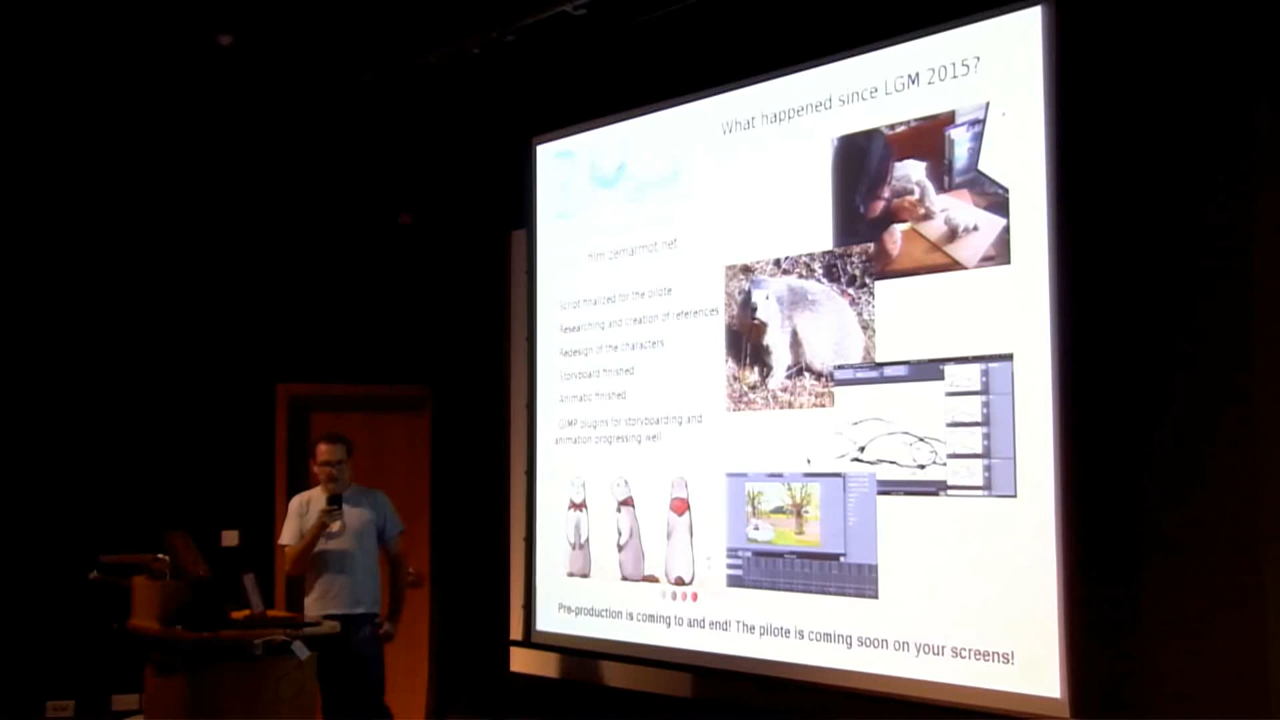 What happened since LGM 2015?
film.zemarmot.net
Script finalized for the pilote
Researching and creation of references
Redesign of the characters
Storyboard finished
Animatic finished
GIMP plugins for storyboarding and
animation progressing well
Pre-production is coming to and end! The pilote is coming soon on your screens!